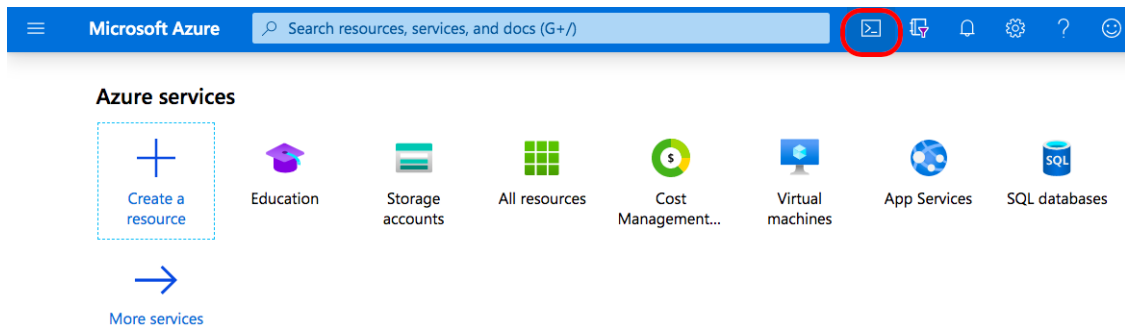 Microsoft Azure
Search resources, services, and docs (G+/)
Azure services
Create a
resource
Education
Storage
accounts
All resources
$
Cost
Management...
Virtual
machines
App Services
SQL
SQL databases
More services